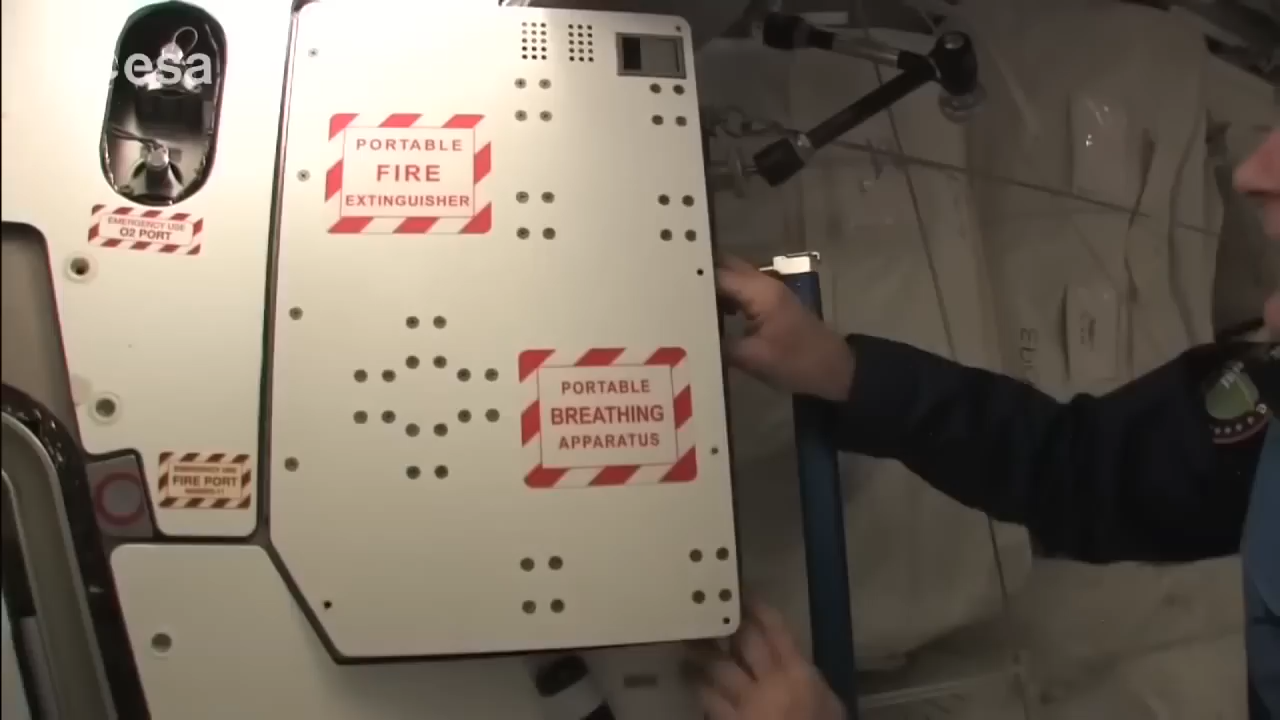 esa
PORTABLE
FIRE
EXTINGUISHER
EMERGENCY USE
O2 PORT
PORTABLE
BREATHING
APPARATUS
EMERGENCY USE
FIRE PORT